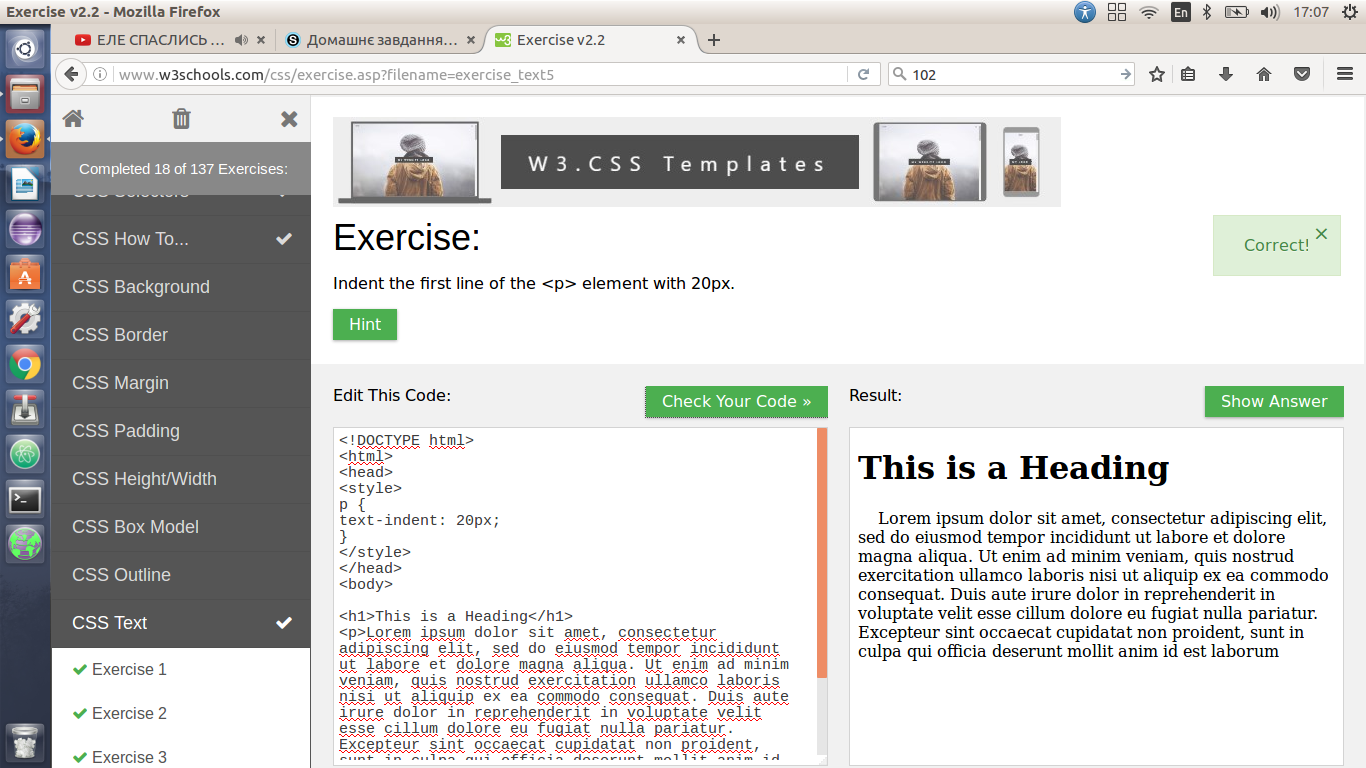 Exercise v2.2 - Mozilla Firefox
En
17:07
ЕЛЕ СПАСЛИСЬ ...
Домашнє завдання...
Exercise v2.2
www.w3schools.com/css/exercise.asp?filename=exercise_text5
102
Completed 18 of 137 Exercises:
CSS Selectors
CSS How To...
CSS Background
CSS Border
CSS Margin
CSS Padding
CSS Height/Width
CSS Box Model
CSS Outline
CSS Text
Exercise 1
Exercise 2
Exercise 3
W3.CSS Templates
Exercise:
Correct!
Indent the first line of the <p> element with 20px.
Hint
Edit This Code:
Check Your Code »
<!DOCTYPE html>
<html>
<head>
<style>
p {
text-indent: 20px;
}
</style>
</head>
<body>
<h1>This is a Heading</h1>
<p>Lorem ipsum dolor sit amet, consectetur
adipiscing elit, sed do eiusmod tempor incididunt
ut labore et dolore magna aliqua. Ut enim ad minim
veniam, quis nostrud exercitation ullamco laboris
nisi ut aliquip ex ea commodo consequat. Duis aute
irure dolor in reprehenderit in voluptate velit
esse cillum dolore eu fugiat nulla pariatur.
Excepteur sint occaecat cupidatat non proident,
sunt in culpa qui officia deserunt mollit anim id
Result:
Show Answer
This is a Heading
Lorem ipsum dolor sit amet, consectetur adipiscing elit,
sed do eiusmod tempor incididunt ut labore et dolore
magna aliqua. Ut enim ad minim veniam, quis nostrud
exercitation ullamco laboris nisi ut aliquip ex ea commodo
consequat. Duis aute irure dolor in reprehenderit in
voluptate velit esse cillum dolore eu fugiat nulla pariatur.
Excepteur sint occaecat cupidatat non proident, sunt in
culpa qui officia deserunt mollit anim id est laborum